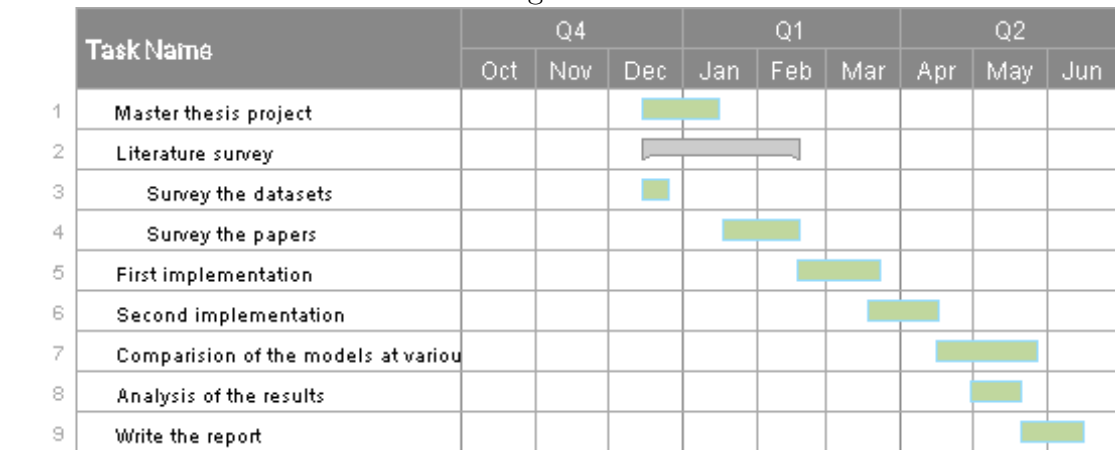 Task Name Q4 Q1 Q2
Oct Nov Dec Jan Feb Mar Apr May Jun
1 Master thesis project
2 Literature survey
3 Survey the datasets
4 Survey the papers
5 First implementation
6 Second implementation
7 Comparision of the models at variou
8 Analysis of the results
9 Write the report